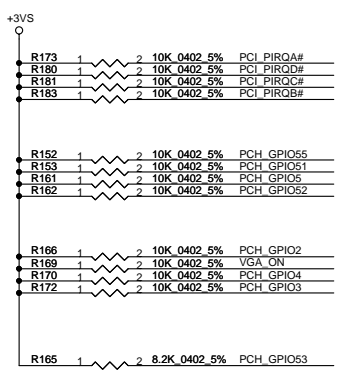 +3VS
R173 1 2 10K_0402_5% PCI_PIRQA#
R180 1 2 10K_0402_5% PCI_PIRQD#
R181 1 2 10K_0402_5% PCI_PIRQC#
R183 1 2 10K_0402_5% PCI_PIRQB#
R152 1 2 10K_0402_5% PCH_GPIO55
R153 1 2 10K_0402_5% PCH_GPIO51
R161 1 2 10K_0402_5% PCH_GPIO5
R162 1 2 10K_0402_5% PCH_GPIO52
R166 1 2 10K_0402_5% PCH_GPIO2
R169 1 2 10K_0402_5% VGA_ON
R170 1 2 10K_0402_5% PCH_GPIO4
R172 1 2 10K_0402_5% PCH_GPIO3
R165 1 2 8.2K_0402_5% PCH_GPIO53